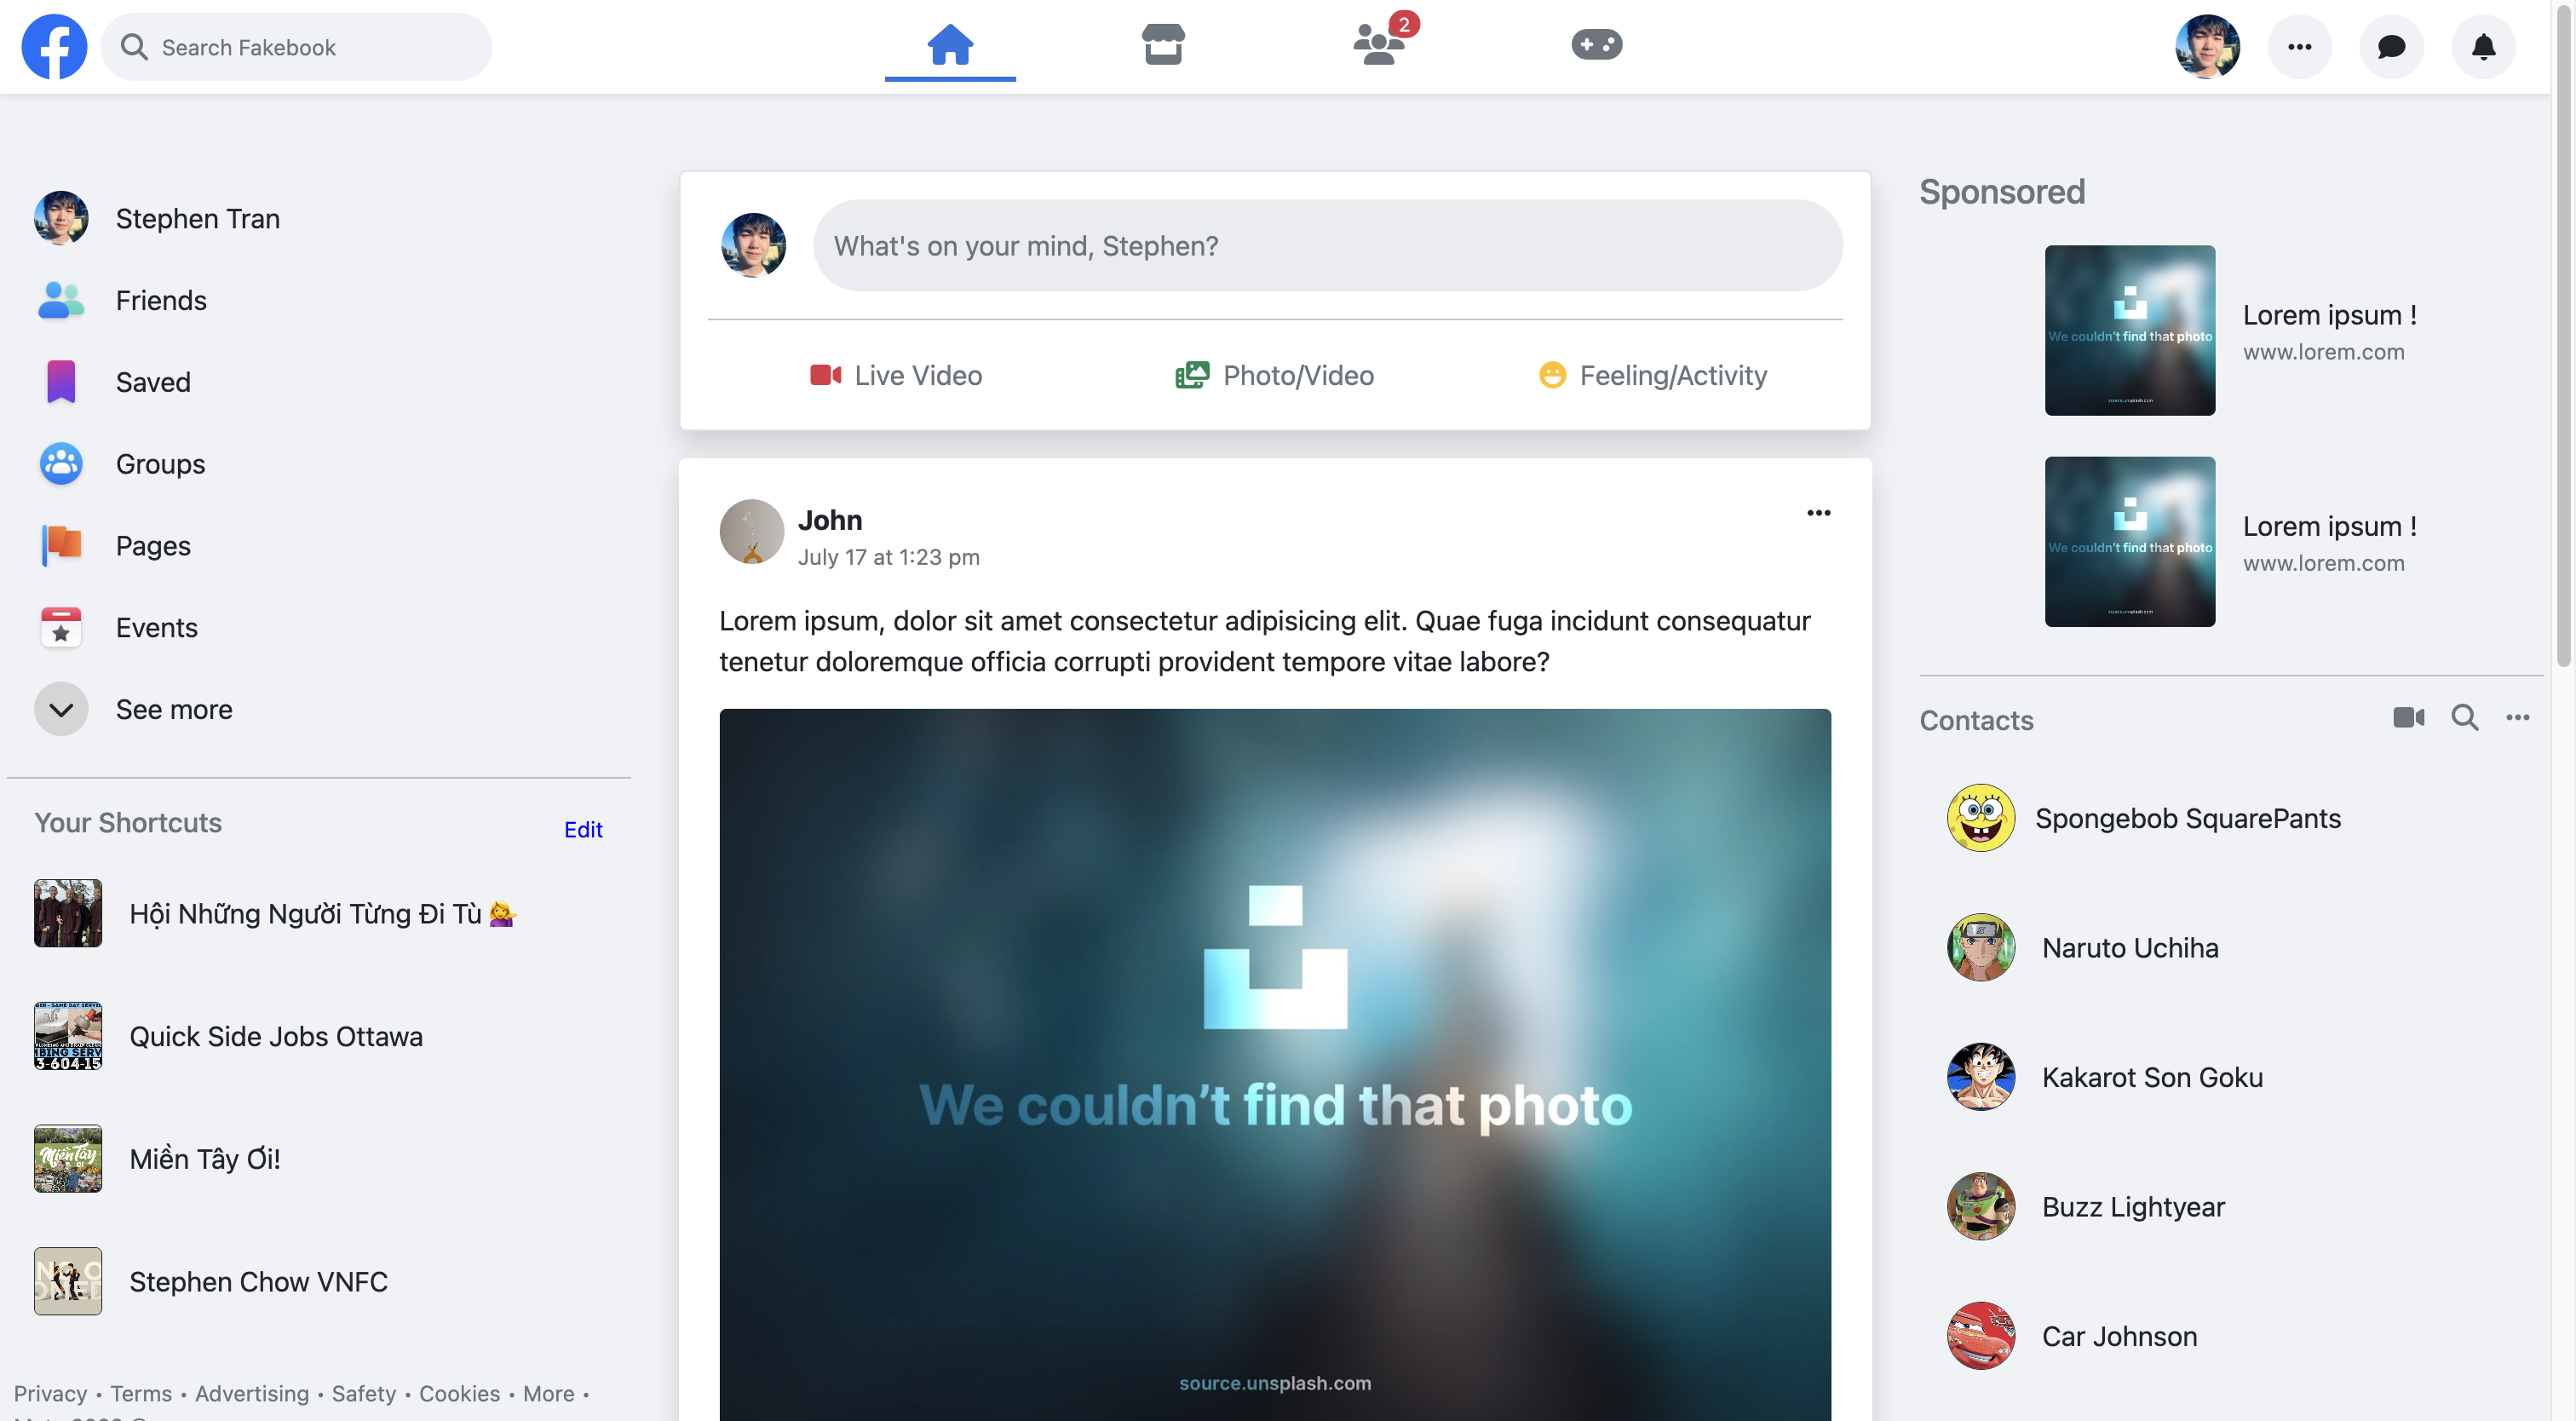 Search Fakebook
2
Stephen Tran
Friends
Saved
Groups
Pages
Events
See more
Your Shortcuts
Edit
Hội Những Người Từng Đi Tù 💁‍♀️
Quick Side Jobs Ottawa
Miền Tây Ơi!
Stephen Chow VNFC
Privacy • Terms • Advertising • Safety • Cookies • More •
What's on your mind, Stephen?
Live Video
Photo/Video
Feeling/Activity
John
July 17 at 1:23 pm
Lorem ipsum, dolor sit amet consectetur adipisicing elit. Quae fuga incidunt consequatur
tenetur doloremque officia corrupti provident tempore vitae labore?
We couldn't find that photo
source.unsplash.com
Sponsored
We couldn't find that photo
source.unsplash.com
Lorem ipsum !
www.lorem.com
We couldn't find that photo
source.unsplash.com
Lorem ipsum !
www.lorem.com
Contacts
Spongebob SquarePants
Naruto Uchiha
Kakarot Son Goku
Buzz Lightyear
Car Johnson